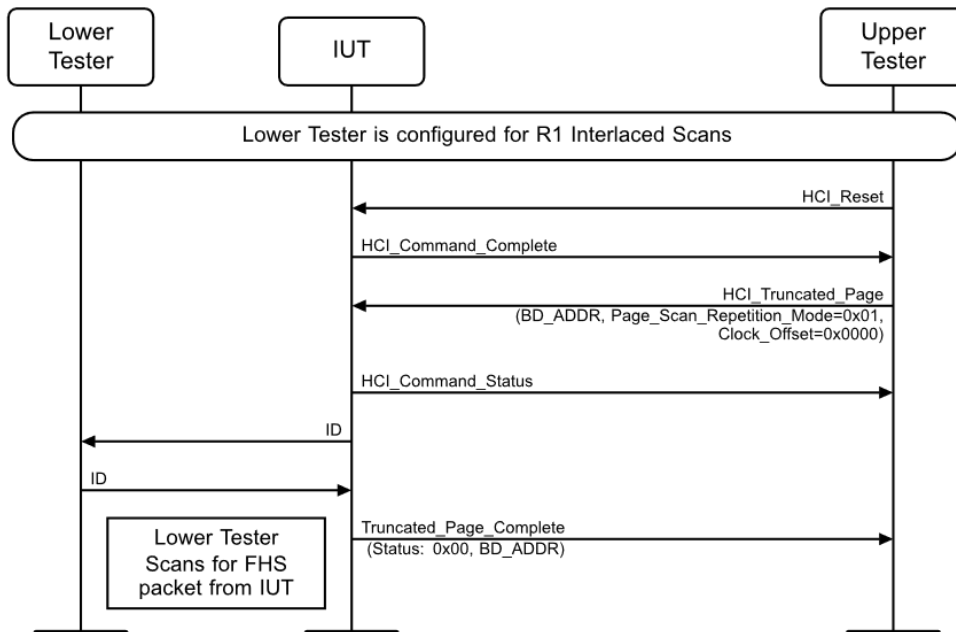 Lower
Tester
IUT
Upper
Tester
Lower Tester is configured for R1 Interlaced Scans
HCI_Reset
HCI_Command_Complete
HCI_Truncated_Page
(BD_ADDR, Page_Scan_Repetition_Mode=0x01,
Clock_Offset=0x0000)
HCI_Command_Status
ID
ID
Lower Tester
Scans for FHS
packet from IUT
Truncated_Page_Complete
(Status: 0x00, BD_ADDR)